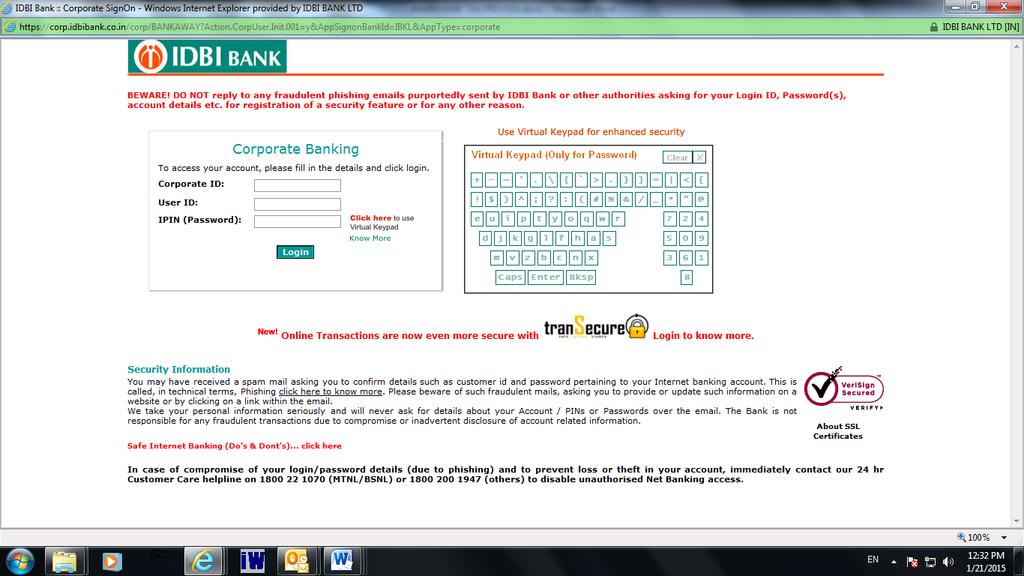 IDBI Bank :: Corporate SignOn - Windows Internet Explorer provided by IDBI BANK LTD
https://corp.idbibank.co.in/corp/BANKAWAY?Action.CorpUser.Init.001=y&AppSignonBankId=IBKL&AppType=corporate
IDBI BANK LTD [IN]
IDBI BANK
BEWARE! DO NOT reply to any fraudulent phishing emails purportedly sent by IDBI Bank or other authorities asking for your Login ID, Password(s),
account details etc. for registration of a security feature or for any other reason.
Corporate Banking
To access your account, please fill in the details and click login.
Corporate ID:
User ID:
IPIN (Password):
Click here to use
Virtual Keypad
Know More
Login
Use Virtual Keypad for enhanced security
Virtual Keypad (Only for Password)
Clear X
+ ~ - ' . \ { ` > . ) } ] = | < [
! $ ) ^ ; ? : ( # % & / _ * " @
e u i p t y o q w r 7 2 4
d j k g l f h a s 5 0 9
m v z b c n x 3 6 1
Caps Enter Bksp 8
New! Online Transactions are now even more secure with tranSecure Login to know more.
Security Information
You may have received a spam mail asking you to confirm details such as customer id and password pertaining to your Internet banking account. This is
called, in technical terms, Phishing click here to know more. Please beware of such fraudulent mails, asking you to provide or update such information on a
website or by clicking on a link within the email.
We take your personal information seriously and will never ask for details about your Account / PINs or Passwords over the email. The Bank is not
responsible for any fraudulent transactions due to compromise or inadvertent disclosure of account related information.
VeriSign
Secured
VERIFY
About SSL
Certificates
Safe Internet Banking (Do's & Dont's)... click here
In case of compromise of your login/password details (due to phishing) and to prevent loss or theft in your account, immediately contact our 24 hr
Customer Care helpline on 1800 22 1070 (MTNL/BSNL) or 1800 200 1947 (others) to disable unauthorised Net Banking access.
100%
iW
EN
12:32 PM
1/21/2015